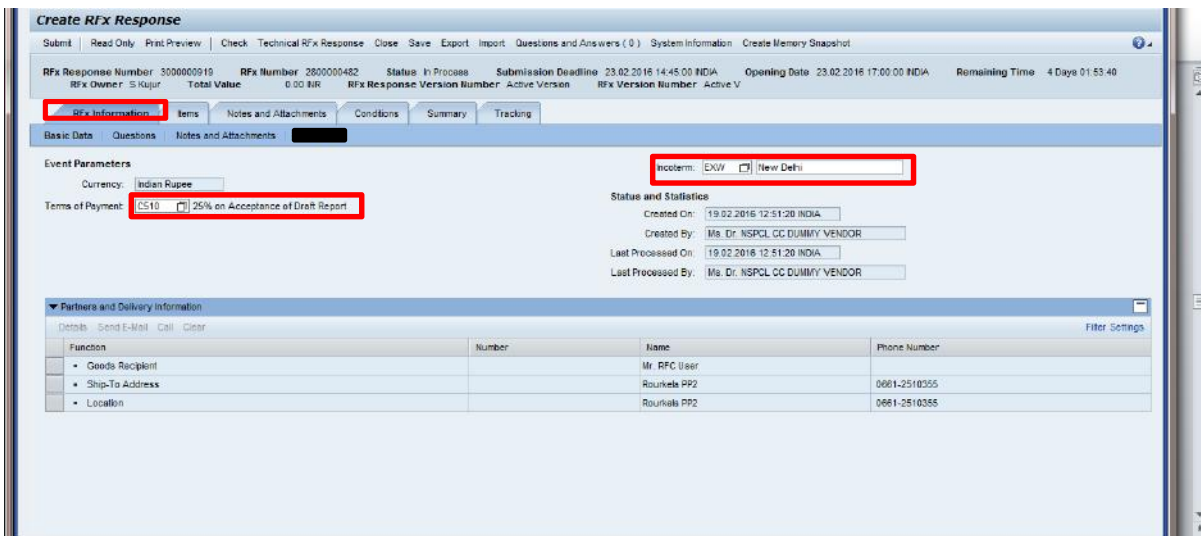 Create RFx Response
Submit Read Only Print Preview Check Technical RFx Response Close Save Export Import Questions and Answers ( 0 ) System Information Create Memory Snapshot
RFx Response Number 3000000919 RFx Number 2800000482 Status In Process Submission Deadline 23.02.2016 14:45:00 INDIA Opening Date 23.02.2016 17:00:00 INDIA Remaining Time 4 Days 01:53:40
RFx Owner S Kujur Total Value 0.00 INR RFx Response Version Number Active Version RFx Version Number Active V
RFx Information Items Notes and Attachments Conditions Summary Tracking
Basic Data Questions Notes and Attachments
Event Parameters
Currency: Indian Rupee
Terms of Payment: CS10 25% on Acceptance of Draft Report
Incoterm: EXW New Delhi
Status and Statistics
Created On: 19.02.2016 12:51:20 INDIA
Created By: Ms. Dr. NSPCL CC DUMMY VENDOR
Last Processed On: 19.02.2016 12:51:20 INDIA
Last Processed By: Ms. Dr. NSPCL CC DUMMY VENDOR
Partners and Delivery Information
Details Send E-Mail Call Clear Filter Settings
Function Number Name Phone Number
Goods Recipient Mr. RFC User
Ship-To Address Rourkela PP2 0661-2510355
Location Rourkela PP2 0661-2510355